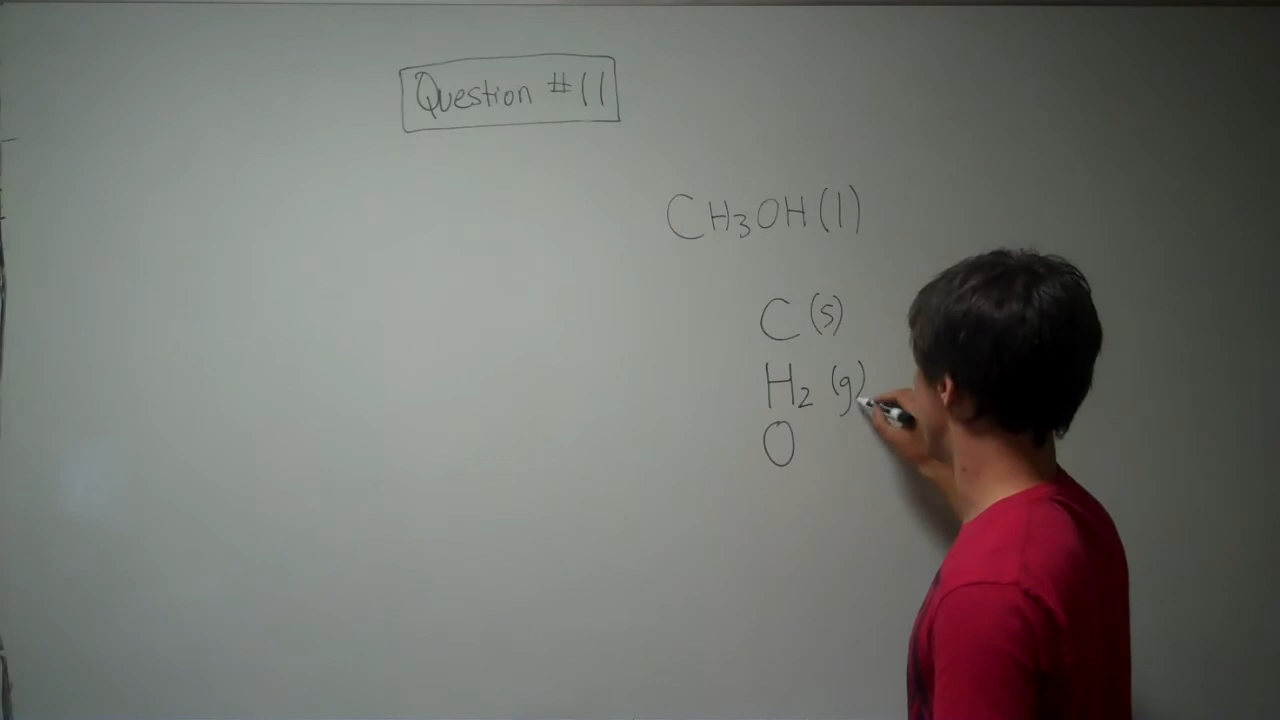 Question #11
CH₃OH(l)
C (s)
H₂ (g)
O